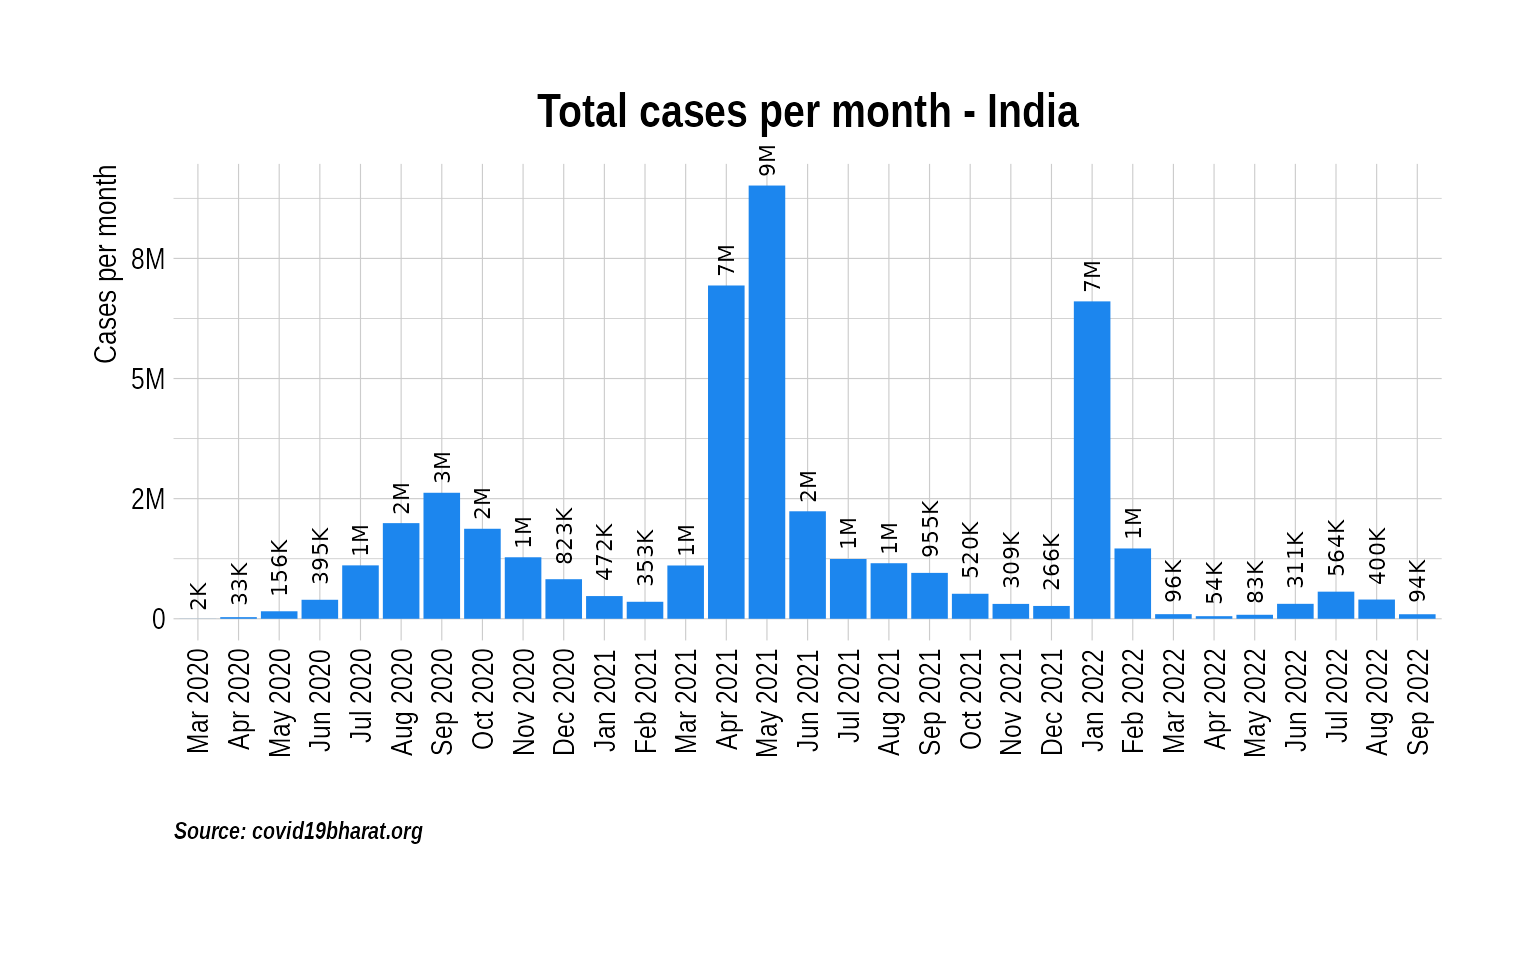 Total cases per month - India
Cases per month
8M
5M
2M
0
2K
33K
156K
395K
1M
2M
3M
2M
1M
823K
472K
353K
1M
7M
9M
2M
1M
1M
955K
520K
309K
266K
7M
1M
96K
54K
83K
311K
564K
400K
94K
Mar 2020
Apr 2020
May 2020
Jun 2020
Jul 2020
Aug 2020
Sep 2020
Oct 2020
Nov 2020
Dec 2020
Jan 2021
Feb 2021
Mar 2021
Apr 2021
May 2021
Jun 2021
Jul 2021
Aug 2021
Sep 2021
Oct 2021
Nov 2021
Dec 2021
Jan 2022
Feb 2022
Mar 2022
Apr 2022
May 2022
Jun 2022
Jul 2022
Aug 2022
Sep 2022
Source: covid19bharat.org